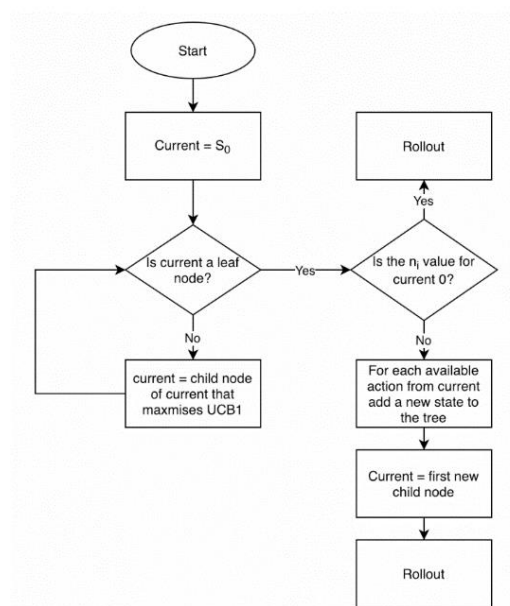 Start
Current = S₀
Is current a leaf
node?
No
current = child node
of current that
maxmises UCB1
Yes
Is the nᵢ value for
current 0?
Yes
Rollout
No
For each available
action from current
add a new state to
the tree
Current = first new
child node
Rollout